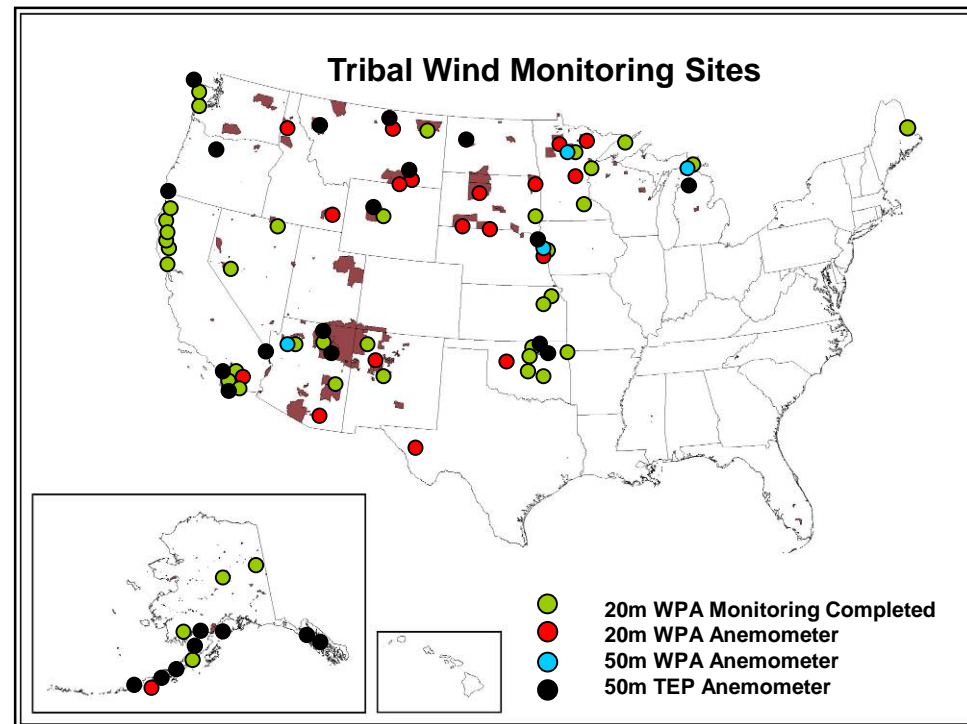 Tribal Wind Monitoring Sites
20m WPA Monitoring Completed
20m WPA Anemometer
50m WPA Anemometer
50m TEP Anemometer